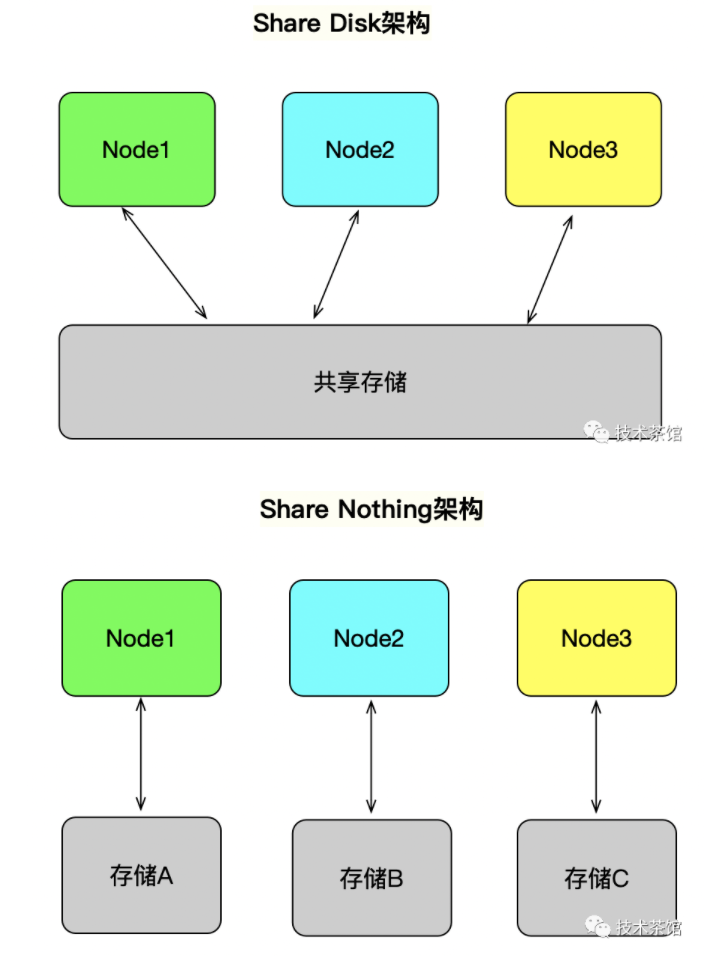 Share Disk架构
Node1
Node2
Node3
共享存储
技术茶馆
Share Nothing架构
Node1
Node2
Node3
存储A
存储B
存储C
技术茶馆